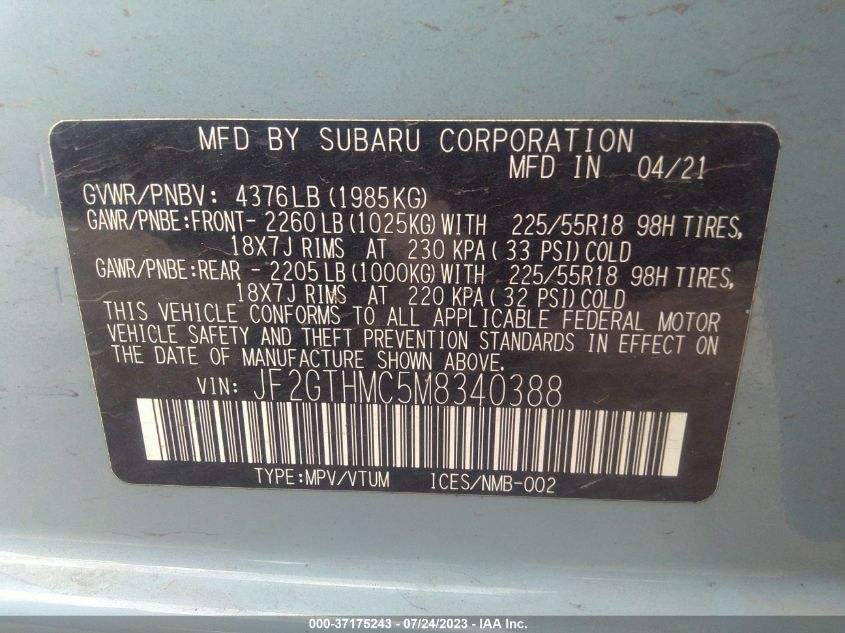 MFD BY SUBARU CORPORATION
MFD IN 04/21
GVWR/PNBV: 4376LB (1985KG)
GAWR/PNBE:FRONT- 2260 LB (1025KG) WITH 225/55R18 98H TIRES,
18X7J RIMS AT 230 KPA ( 33 PSI) COLD
GAWR/PNBE:REAR - 2205 LB (1000KG) WITH 225/55R18 98H TIRES,
18X7J RIMS AT 220 KPA ( 32 PSI) COLD
THIS VEHICLE CONFORMS TO ALL APPLICABLE FEDERAL MOTOR
VEHICLE SAFETY AND THEFT PREVENTION STANDARDS IN EFFECT ON
THE DATE OF MANUFACTURE SHOWN ABOVE.
VIN: JF2GTHMC5M8340388
TYPE:MPV/VTUM ICES/NMB-002
000-37175243 - 07/24/2023 - IAA Inc.